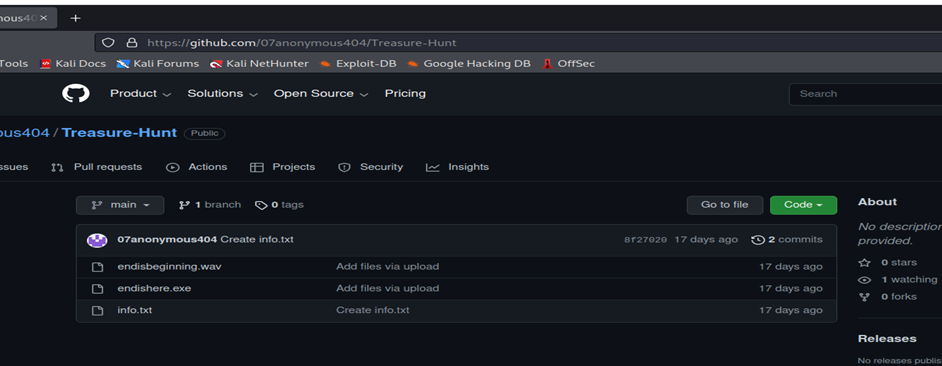 nous40 × +
https://github.com/07anonymous404/Treasure-Hunt
Tools Kali Docs Kali Forums Kali NetHunter Exploit-DB Google Hacking DB OffSec
Product Solutions Open Source Pricing Search
ous404 / Treasure-Hunt Public
ssues Pull requests Actions Projects Security Insights
main 1 branch 0 tags Go to file Code
About
07anonymous404 Create info.txt 8f27020 17 days ago 2 commits
No description
provided.
endisbeginning.wav Add files via upload 17 days ago
0 stars
endishere.exe Add files via upload 17 days ago
1 watching
info.txt Create info.txt 17 days ago
0 forks
Releases
No releases publis